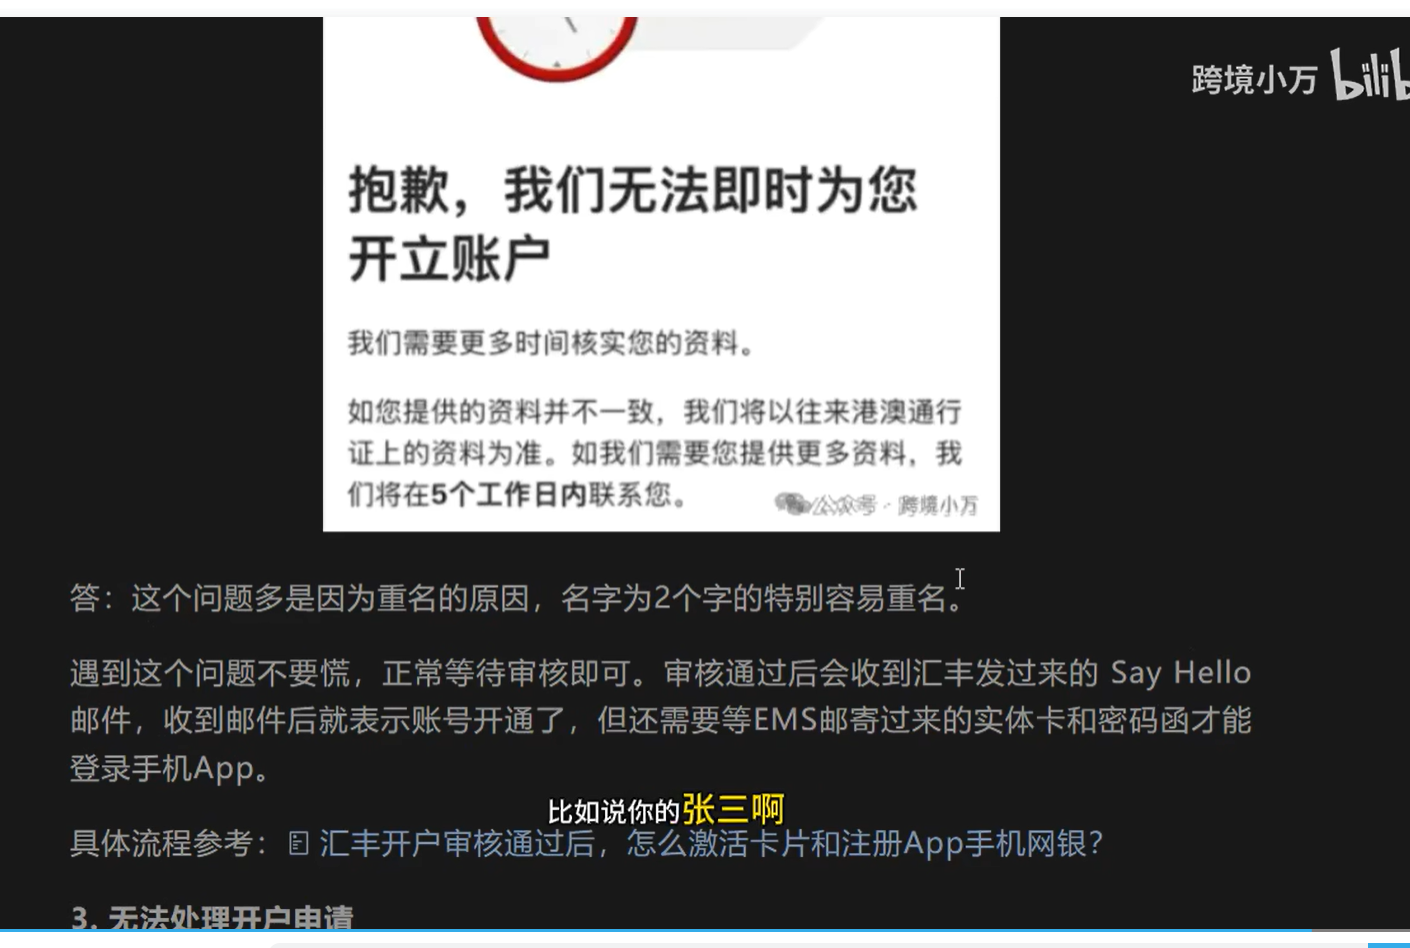 跨境小万 bilib
抱歉，我们无法即时为您
开立账户
我们需要更多时间核实您的资料。
如您提供的资料并不一致，我们将以往来港澳通行
证上的资料为准。如我们需要您提供更多资料，我
们将在5个工作日内联系您。
公众号 · 跨境小万
答：这个问题多是因为重名的原因，名字为2个字的特别容易重名。
遇到这个问题不要慌，正常等待审核即可。审核通过后会收到汇丰发过来的 Say Hello
邮件，收到邮件后就表示账号开通了，但还需要等EMS邮寄过来的实体卡和密码函才能
登录手机App。
比如说你的张三啊
具体流程参考：汇丰开户审核通过后，怎么激活卡片和注册App手机网银？
3. 无法处理开户申请